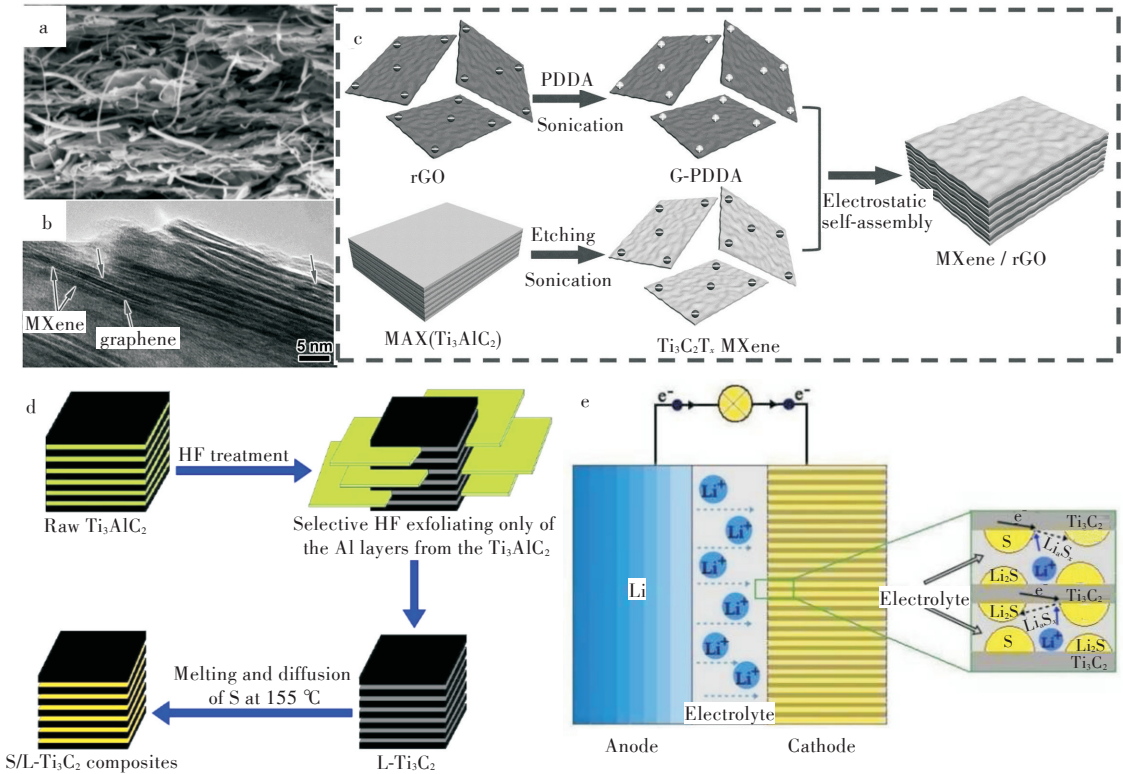 a
b
MXene
graphene
5 nm
c
PDDA
Sonication
rGO
G-PDDA
Etching
Sonication
MAX(Ti₃AlC₂)
Ti₃C₂Tₓ MXene
Electrostatic
self-assembly
MXene / rGO
d
HF treatment
Raw Ti₃AlC₂
Selective HF exfoliating only of
the Al layers from the Ti₃AlC₂
Melting and diffusion
of S at 155 ℃
S/L-Ti₃C₂ composites
L-Ti₃C₂
e
e⁻
e⁻
Li
Li⁺
Li⁺
Li⁺
Li⁺
Li⁺
Li⁺
Electrolyte
Anode
Cathode
Electrolyte
e⁻
Ti₃C₂
S
Li₂S
Li⁺
e⁻
Ti₃C₂
Li₂S
S
Li⁺
Li₂S
Ti₃C₂